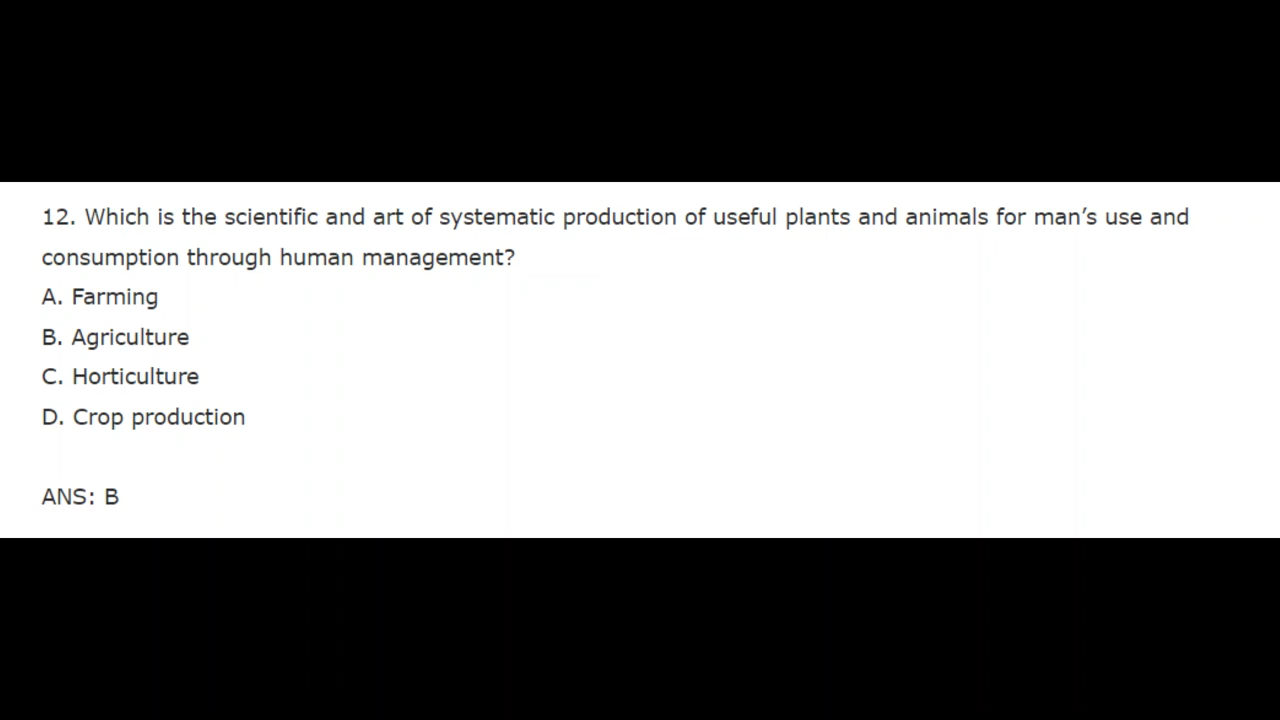 12. Which is the scientific and art of systematic production of useful plants and animals for man’s use and
consumption through human management?
A. Farming
B. Agriculture
C. Horticulture
D. Crop production
ANS: B